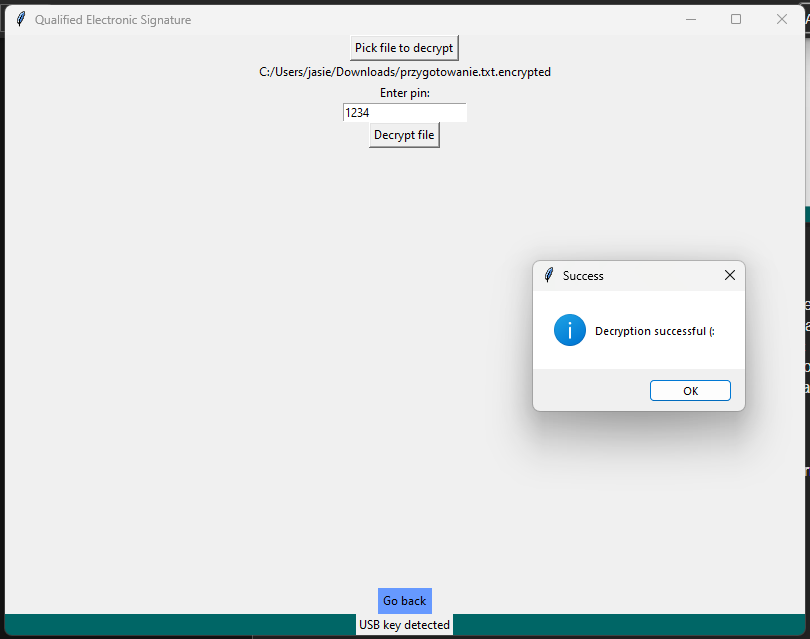 Qualified Electronic Signature
Pick file to decrypt
C:/Users/jasie/Downloads/przygotowanie.txt.encrypted
Enter pin:
1234
Decrypt file
Success
Decryption successful (:
OK
Go back
USB key detected